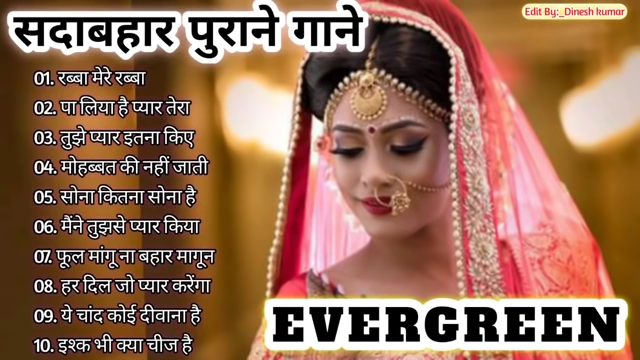 सदाबहार पुराने गाने
Edit By:_Dinesh kumar
01. रब्बा मेरे रब्बा
02. पा लिया है प्यार तेरा
03. तुझे प्यार इतना किए
04. मोहब्बत की नहीं जाती
05. सोना कितना सोना है
06. मैंने तुझसे प्यार किया
07. फूल मांगू ना बहार मागून
08. हर दिल जो प्यार करेंगा
09. ये चांद कोई दीवाना है
10. इश्क भी क्या चीज है
EVERGREEN